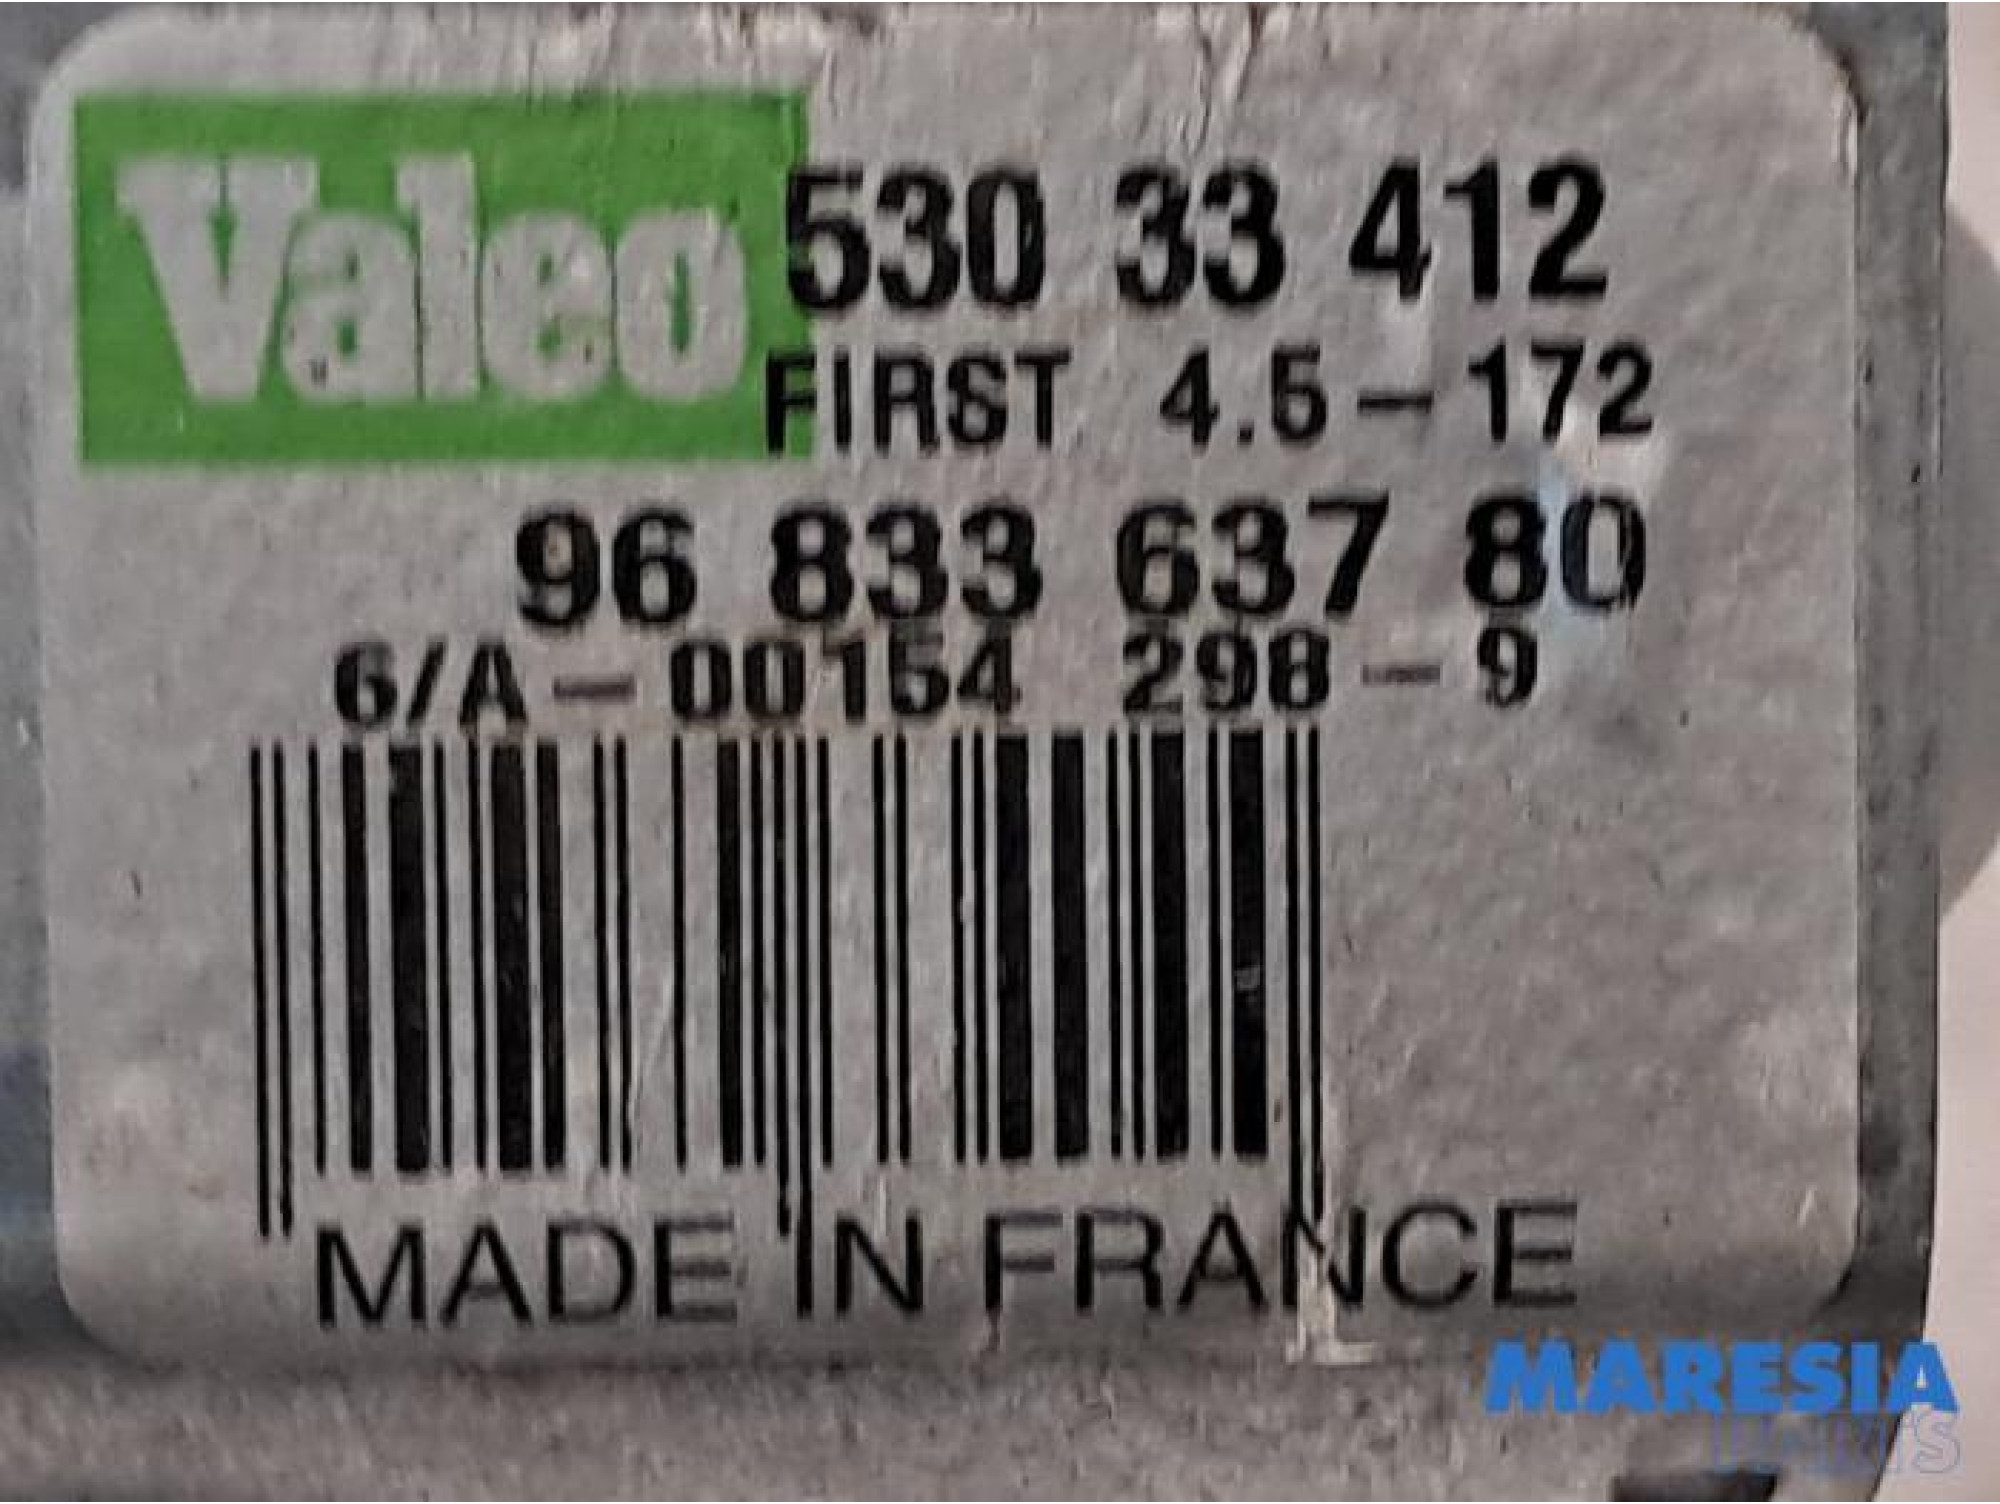 Valeo
530 33 412
FIRST 4.5-172
96 833 637 80
6/A-00154 298-9
MADE IN FRANCE
MARESIA
PARTS